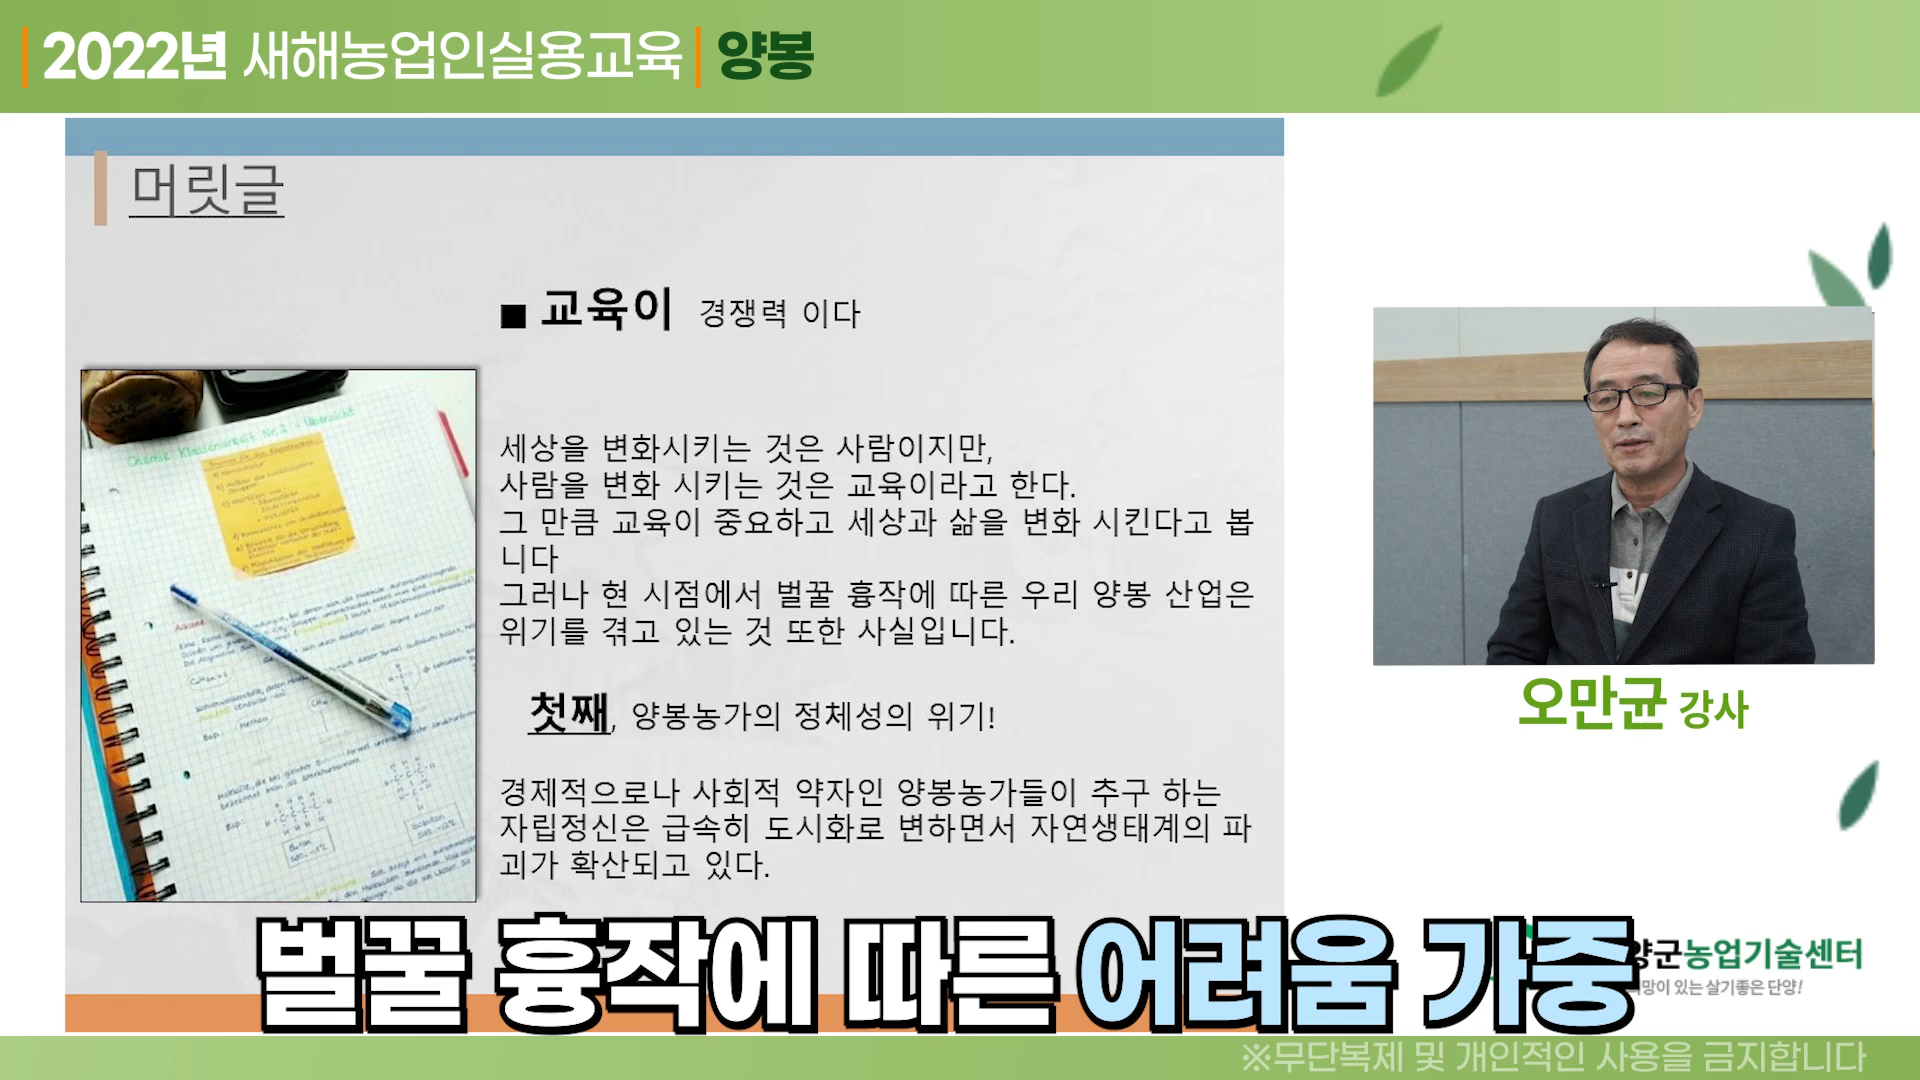 2022년 새해농업인실용교육 양봉
머릿글
■ 교육이 경쟁력 이다
세상을 변화시키는 것은 사람이지만,
사람을 변화 시키는 것은 교육이라고 한다.
그 만큼 교육이 중요하고 세상과 삶을 변화 시킨다고 봅
니다
그러나 현 시점에서 벌꿀 흉작에 따른 우리 양봉 산업은
위기를 겪고 있는 것 또한 사실입니다.
첫째, 양봉농가의 정체성의 위기!
경제적으로나 사회적 약자인 양봉농가들이 추구 하는
자립정신은 급속히 도시화로 변하면서 자연생태계의 파
괴가 확산되고 있다.
오만균 강사
벌꿀 흉작에 따른 어려움 가중
양군농업기술센터
있는 살기좋은 단양!
※무단복제 및 개인적인 사용을 금지합니다